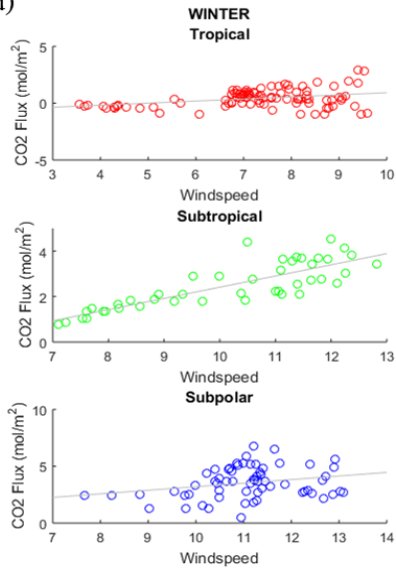 a)
WINTER
Tropical
CO2 Flux (mol/m²)
5
0
-5
3 4 5 6 7 8 9 10
Windspeed
Subtropical
CO2 Flux (mol/m²)
4
2
0
7 8 9 10 11 12 13
Windspeed
Subpolar
CO2 Flux (mol/m²)
10
5
0
7 8 9 10 11 12 13 14
Windspeed